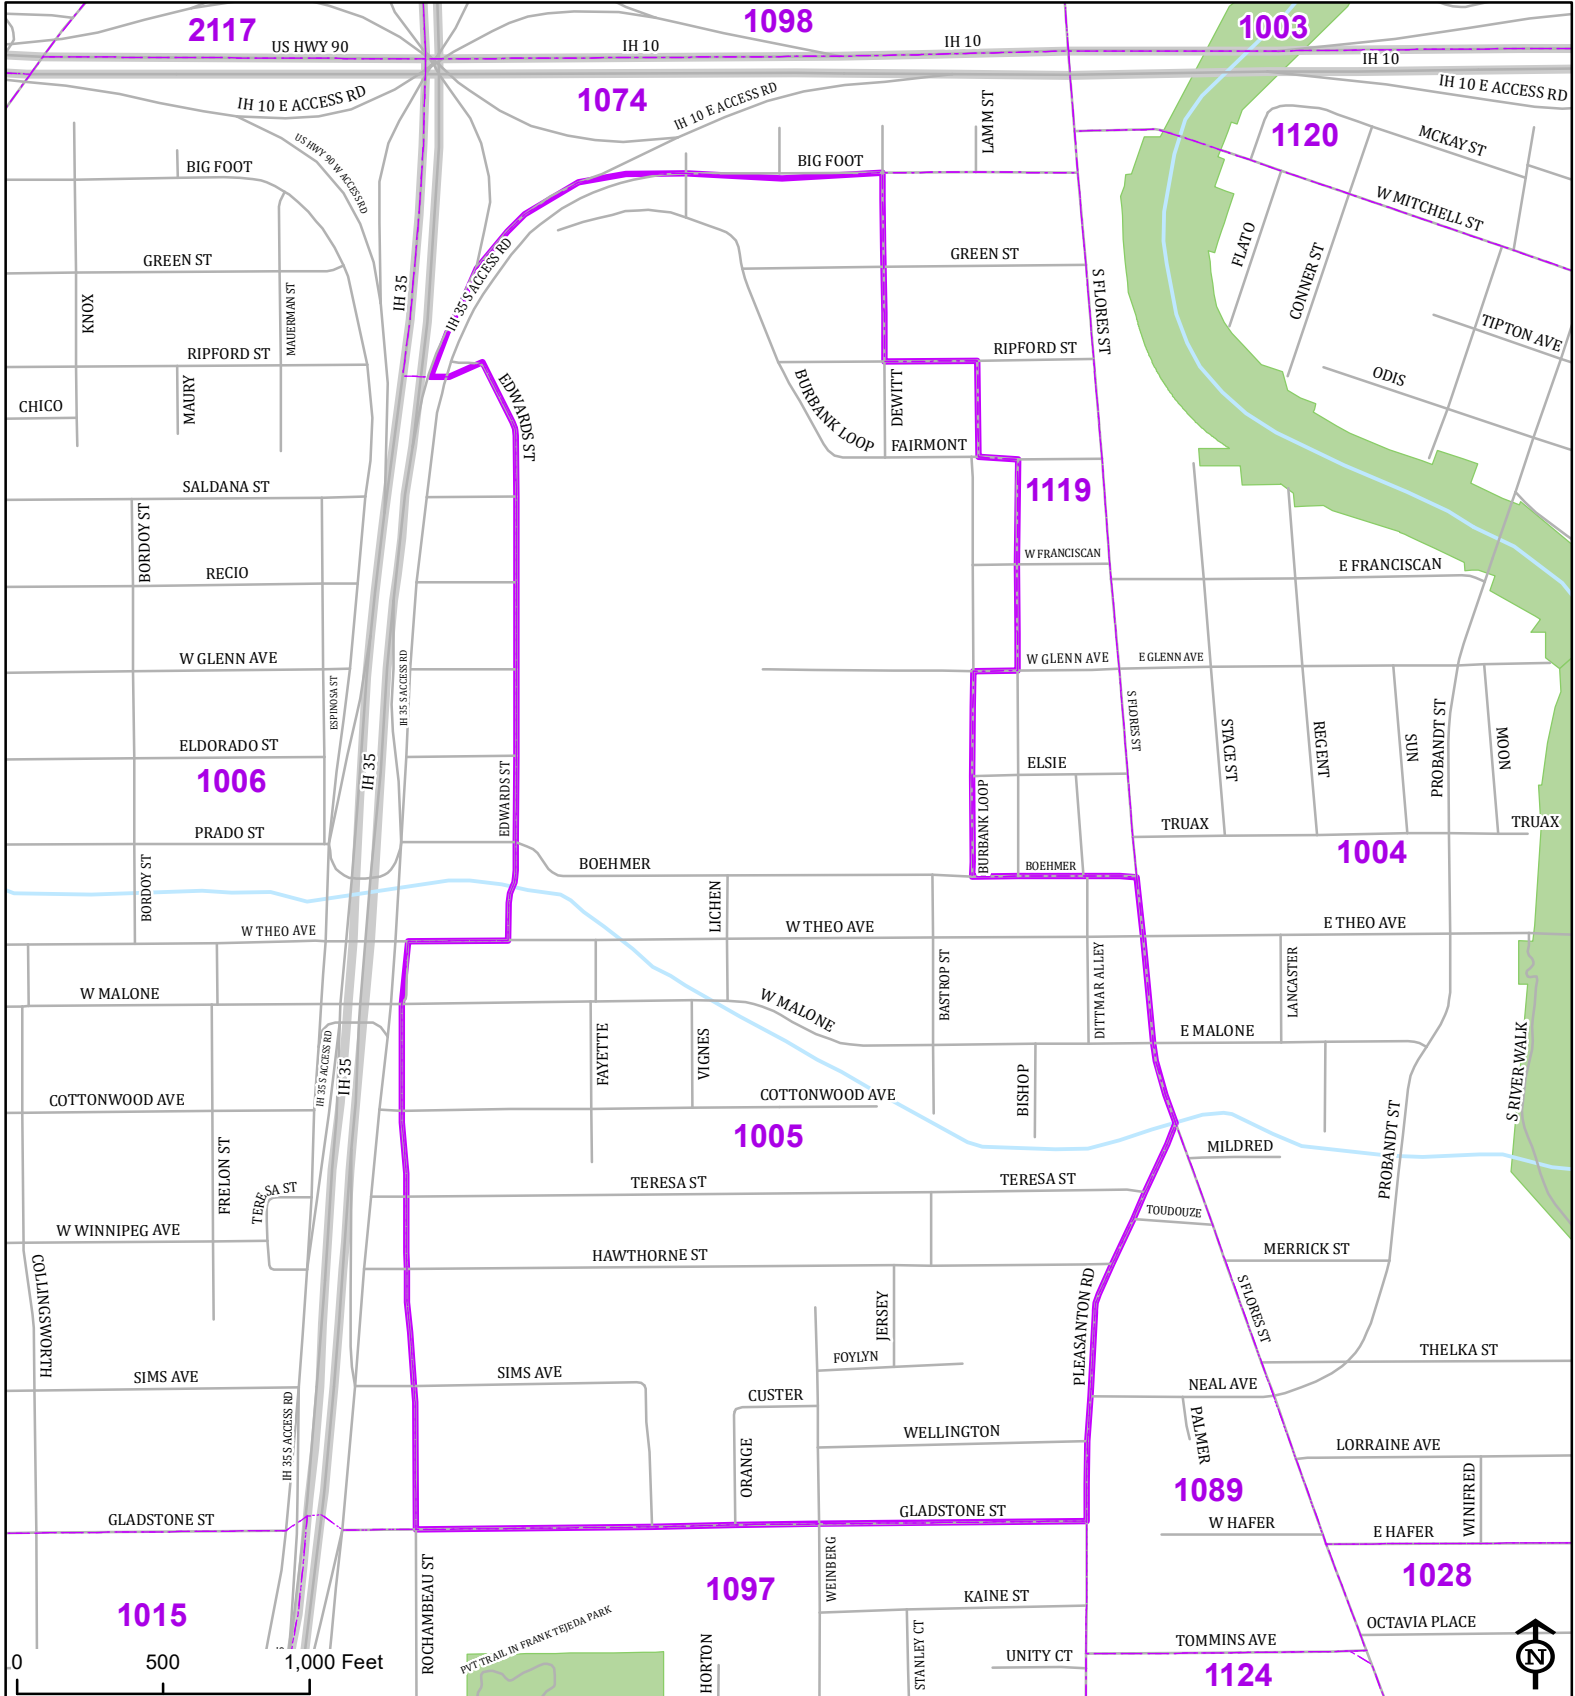 2117
1098
1003
US HWY 90
IH 10
IH 10
IH 10
IH 10 E ACCESS RD
1074
IH 10 E ACCESS RD
IH 10 E ACCESS RD
US HWY 90 W ACCESS RD
LAMM ST
1120
MCKAY ST
BIG FOOT
BIG FOOT
W MITCHELL ST
FLATO
CONNER ST
GREEN ST
GREEN ST
KNOX
MAUERMAN ST
IH 35
IH 35 S ACCESS RD
S FLORES ST
TIPTON AVE
RIPFORD ST
RIPFORD ST
ODIS
CHICO
MAURY
EDWARDS ST
BURBANK LOOP
DEWITT
FAIRMONT
SALDANA ST
1119
BORDOY ST
W FRANCISCAN
E FRANCISCAN
RECIO
W GLENN AVE
W GLENN AVE
E GLENN AVE
ESPINOSA ST
IH 35 S ACCESS RD
S FLORES ST
STACE ST
REGENT
SUN
PROBANDT ST
MOON
ELDORADO ST
1006
IH 35
EDWARDS ST
ELSIE
BURBANK LOOP
PRADO ST
TRUAX
TRUAX
1004
BORDOY ST
BOEHMER
BOEHMER
LICHEN
W THEO AVE
W THEO AVE
E THEO AVE
BASTROP ST
DITTMAR ALLEY
LANCASTER
W MALONE
W MALONE
E MALONE
IH 35 S ACCESS RD
IH 35
FAYETTE
VIGNES
BISHOP
S RIVER WALK
COTTONWOOD AVE
COTTONWOOD AVE
1005
PROBANDT ST
MILDRED
FRELON ST
TERESA ST
TERESA ST
TERESA ST
TOUDOUZE
W WINNIPEG AVE
HAWTHORNE ST
MERRICK ST
COLLINGSWORTH
JERSEY
PLEASANTON RD
S FLORES ST
FOYLYN
THELKA ST
SIMS AVE
SIMS AVE
CUSTER
NEAL AVE
IH 35 S ACCESS RD
ORANGE
WELLINGTON
PALMER
LORRAINE AVE
1089
WINIFRED
GLADSTONE ST
GLADSTONE ST
W HAFER
E HAFER
ROCHAMBEAU ST
WEINBERG
1097
1028
1015
KAINE ST
PVT TRAIL IN FRANK TEJEDA PARK
HORTON
STANLEY CT
OCTAVIA PLACE
UNITY CT
TOMMINS AVE
1124
0 500 1,000 Feet
N